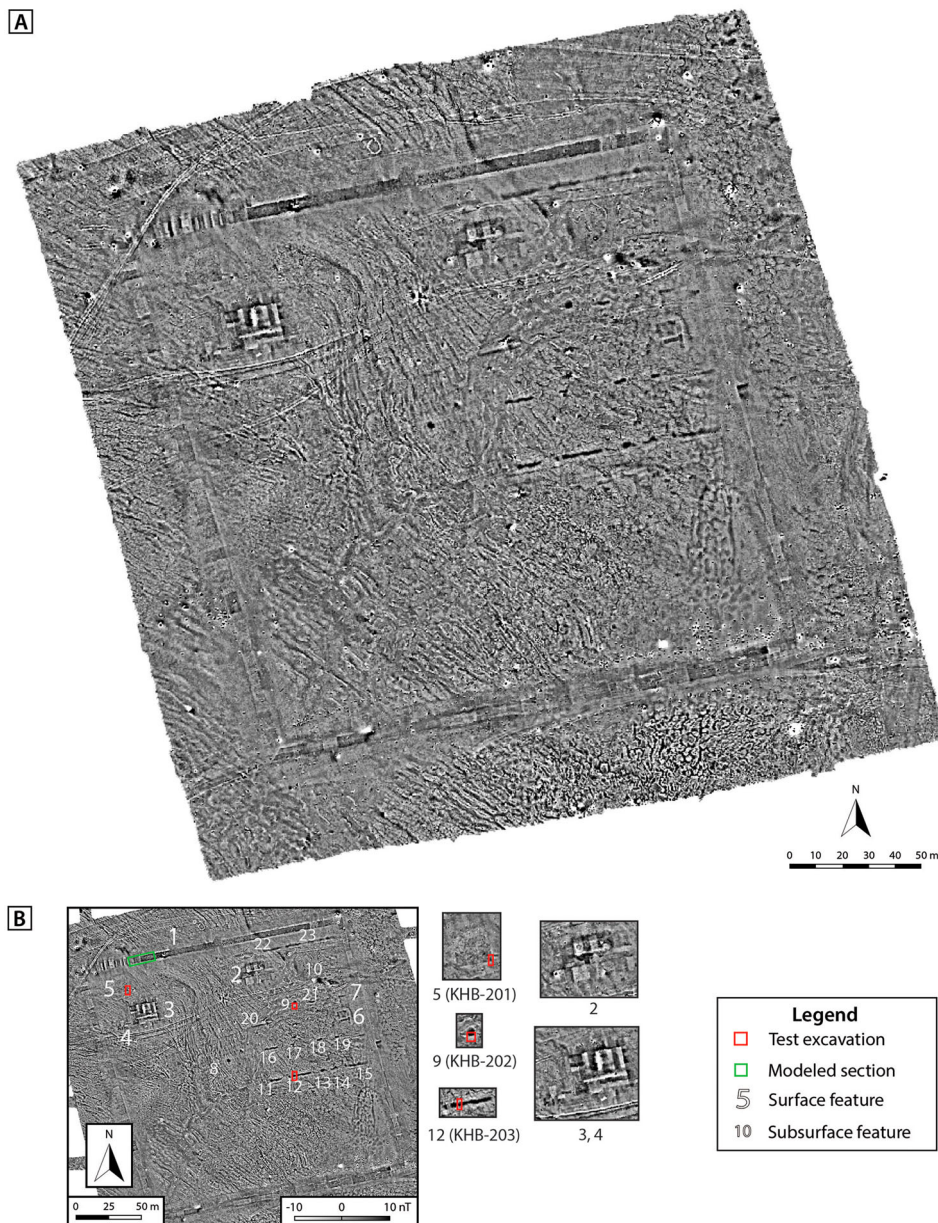 A
N
0 10 20 30 40 50 m
B
1
22
23
2
10
5
21
7
3
9
6
20
4
18
19
16
17
8
15
13
14
11
12
N
0 25 50 m
-10 0 10 nT
5 (KHB-201)
2
9 (KHB-202)
12 (KHB-203)
3, 4
Legend
Test excavation
Modeled section
5 Surface feature
10 Subsurface feature